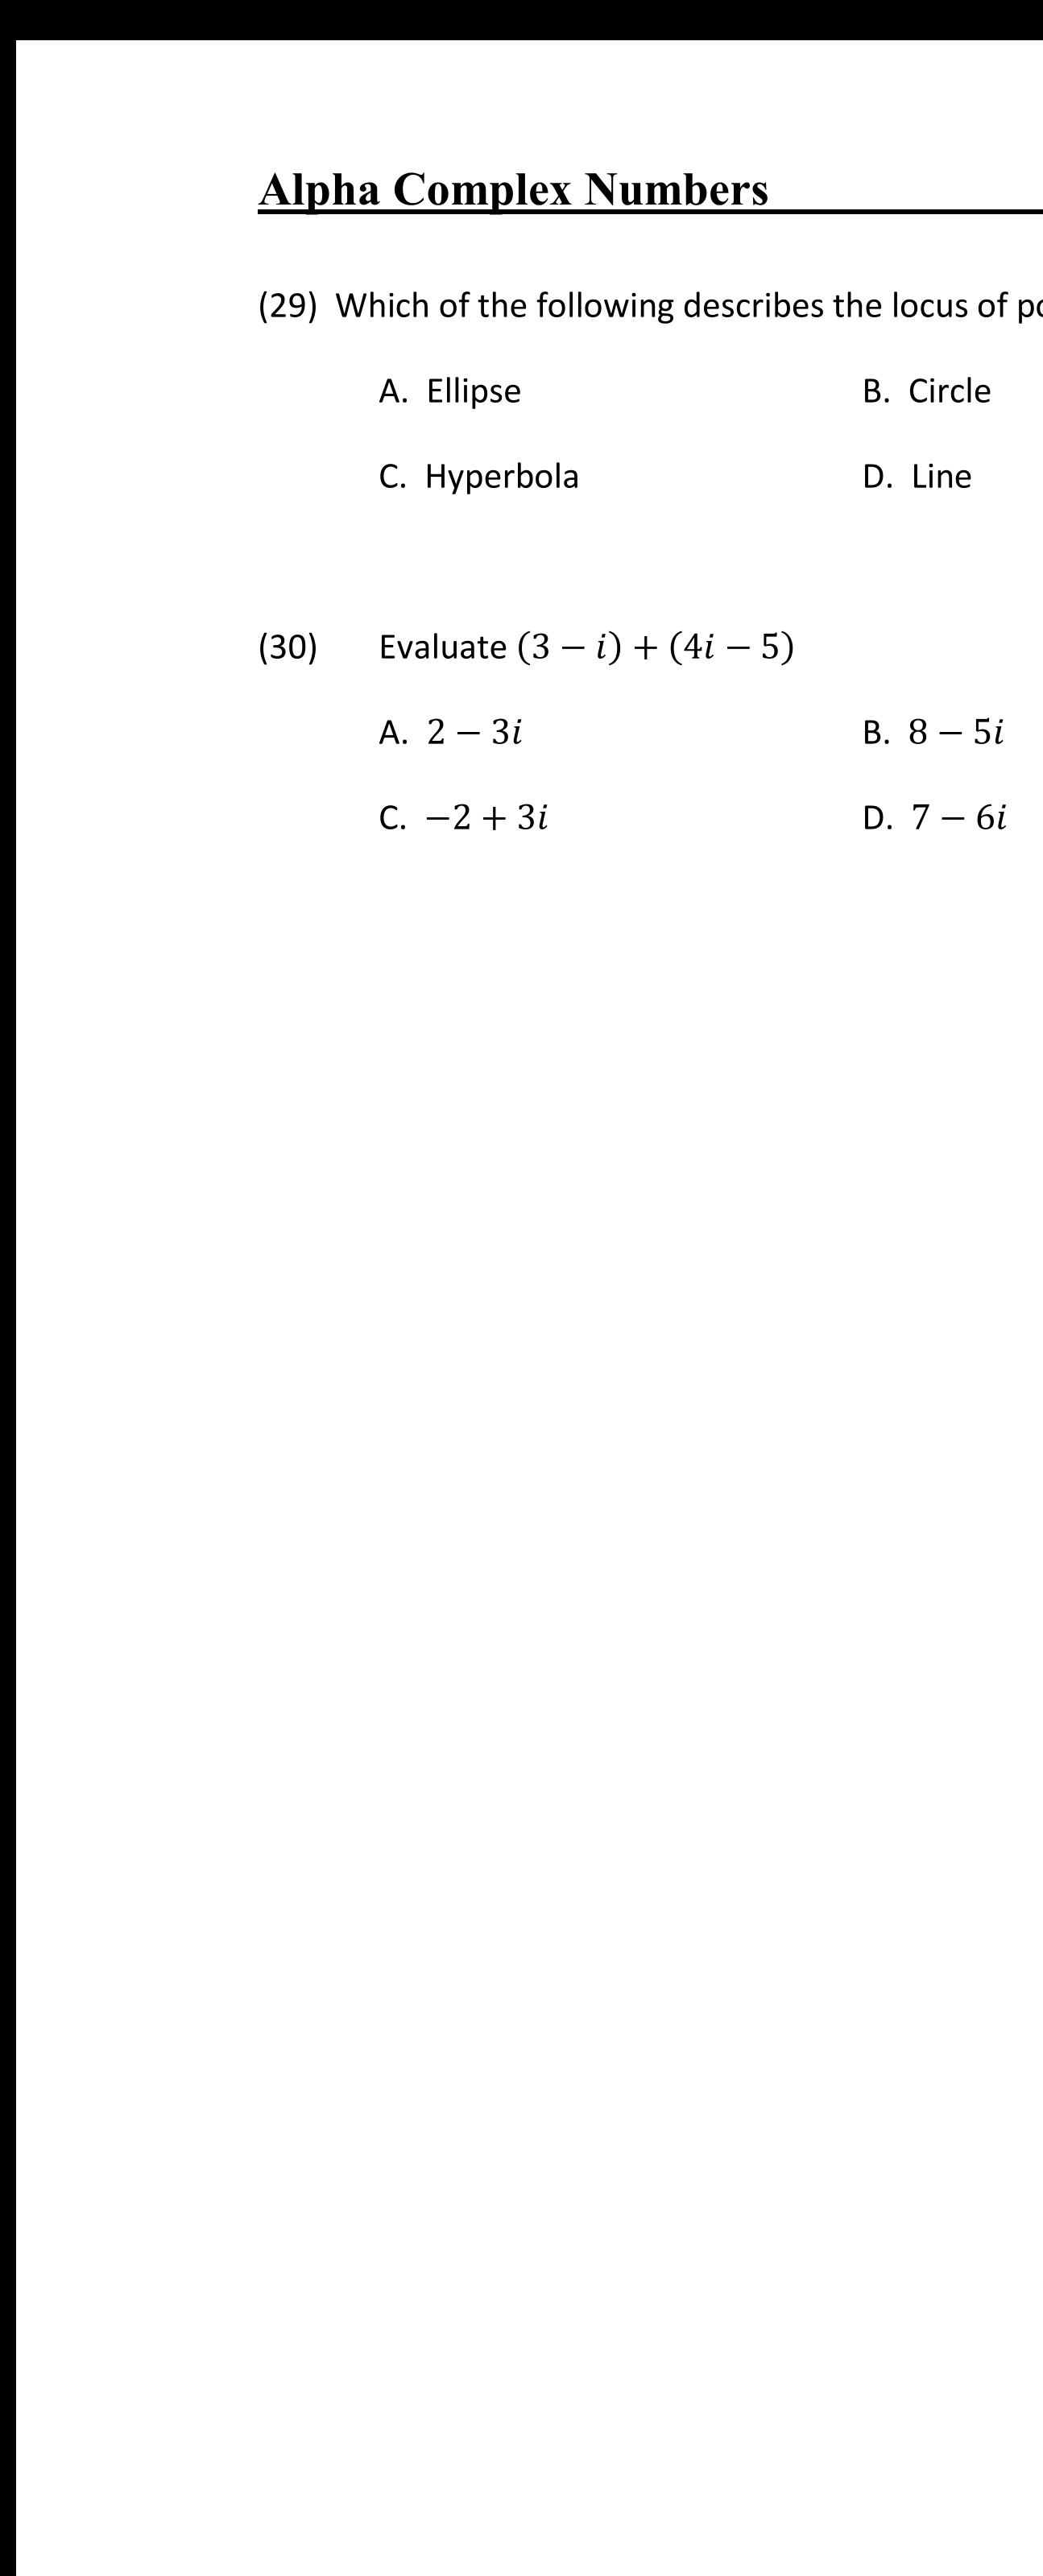 Alpha Complex Numbers
(29) Which of the following describes the locus of
A. Ellipse B. Circle
C. Hyperbola D. Line
(30) Evaluate (3 − i) + (4i − 5)
A. 2 − 3i B. 8 − 5i
C. −2 + 3i D. 7 − 6i